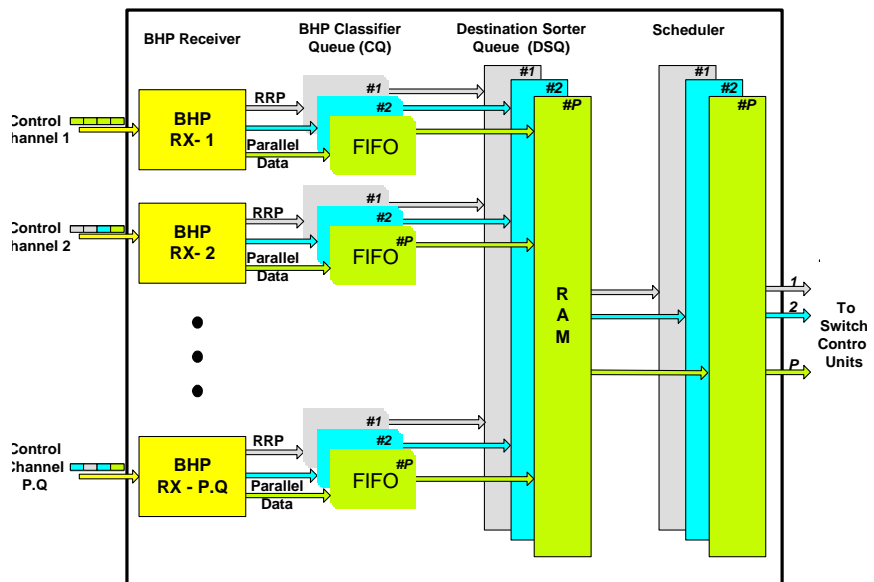 BHP Receiver
BHP Classifier
Queue (CQ)
Destination Sorter
Queue (DSQ)
Scheduler
Control
hannel 1
BHP
RX- 1
RRP
Parallel
Data
#1
#2
FIFO
#1
#2
#P
#1
#2
#P
Control
hannel 2
BHP
RX- 2
RRP
Parallel
Data
#1
#2
#P
FIFO
R
A
M
1
2
P
To
Switch
Contro
Units
Control
Channel
P.Q
BHP
RX - P.Q
RRP
Parallel
Data
#1
#2
#P
FIFO